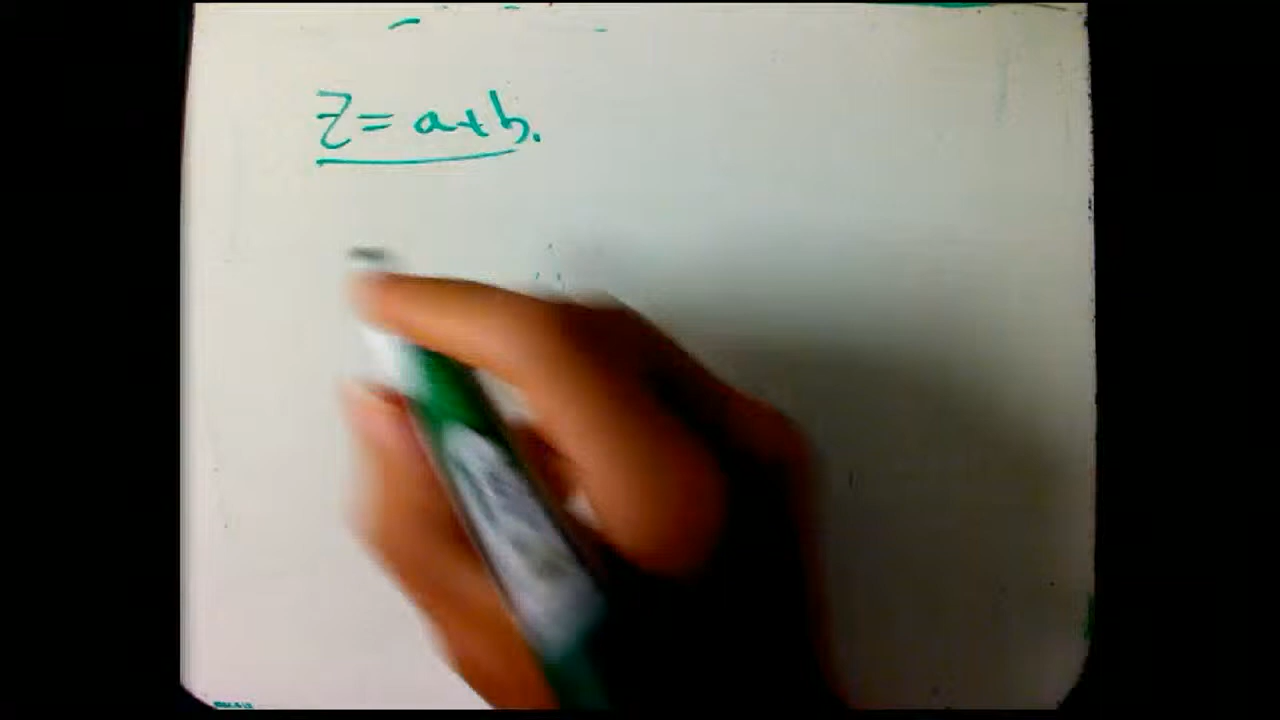 Z = a + b.